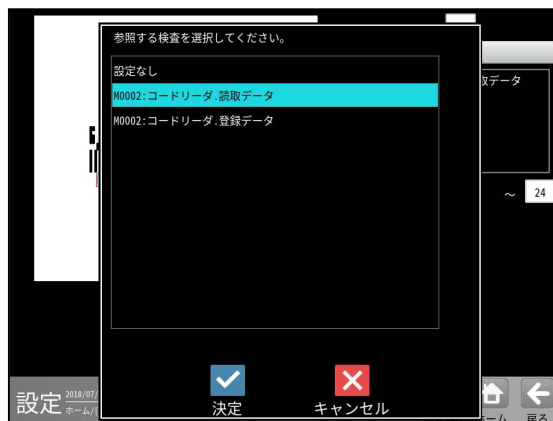 参照する検査を選択してください。
設定なし
M0002:コードリーダ.読取データ
M0002:コードリーダ.登録データ
取データ
～ 24
決定
キャンセル
設定
2018/07/
ホーム/[
ーム
戻る